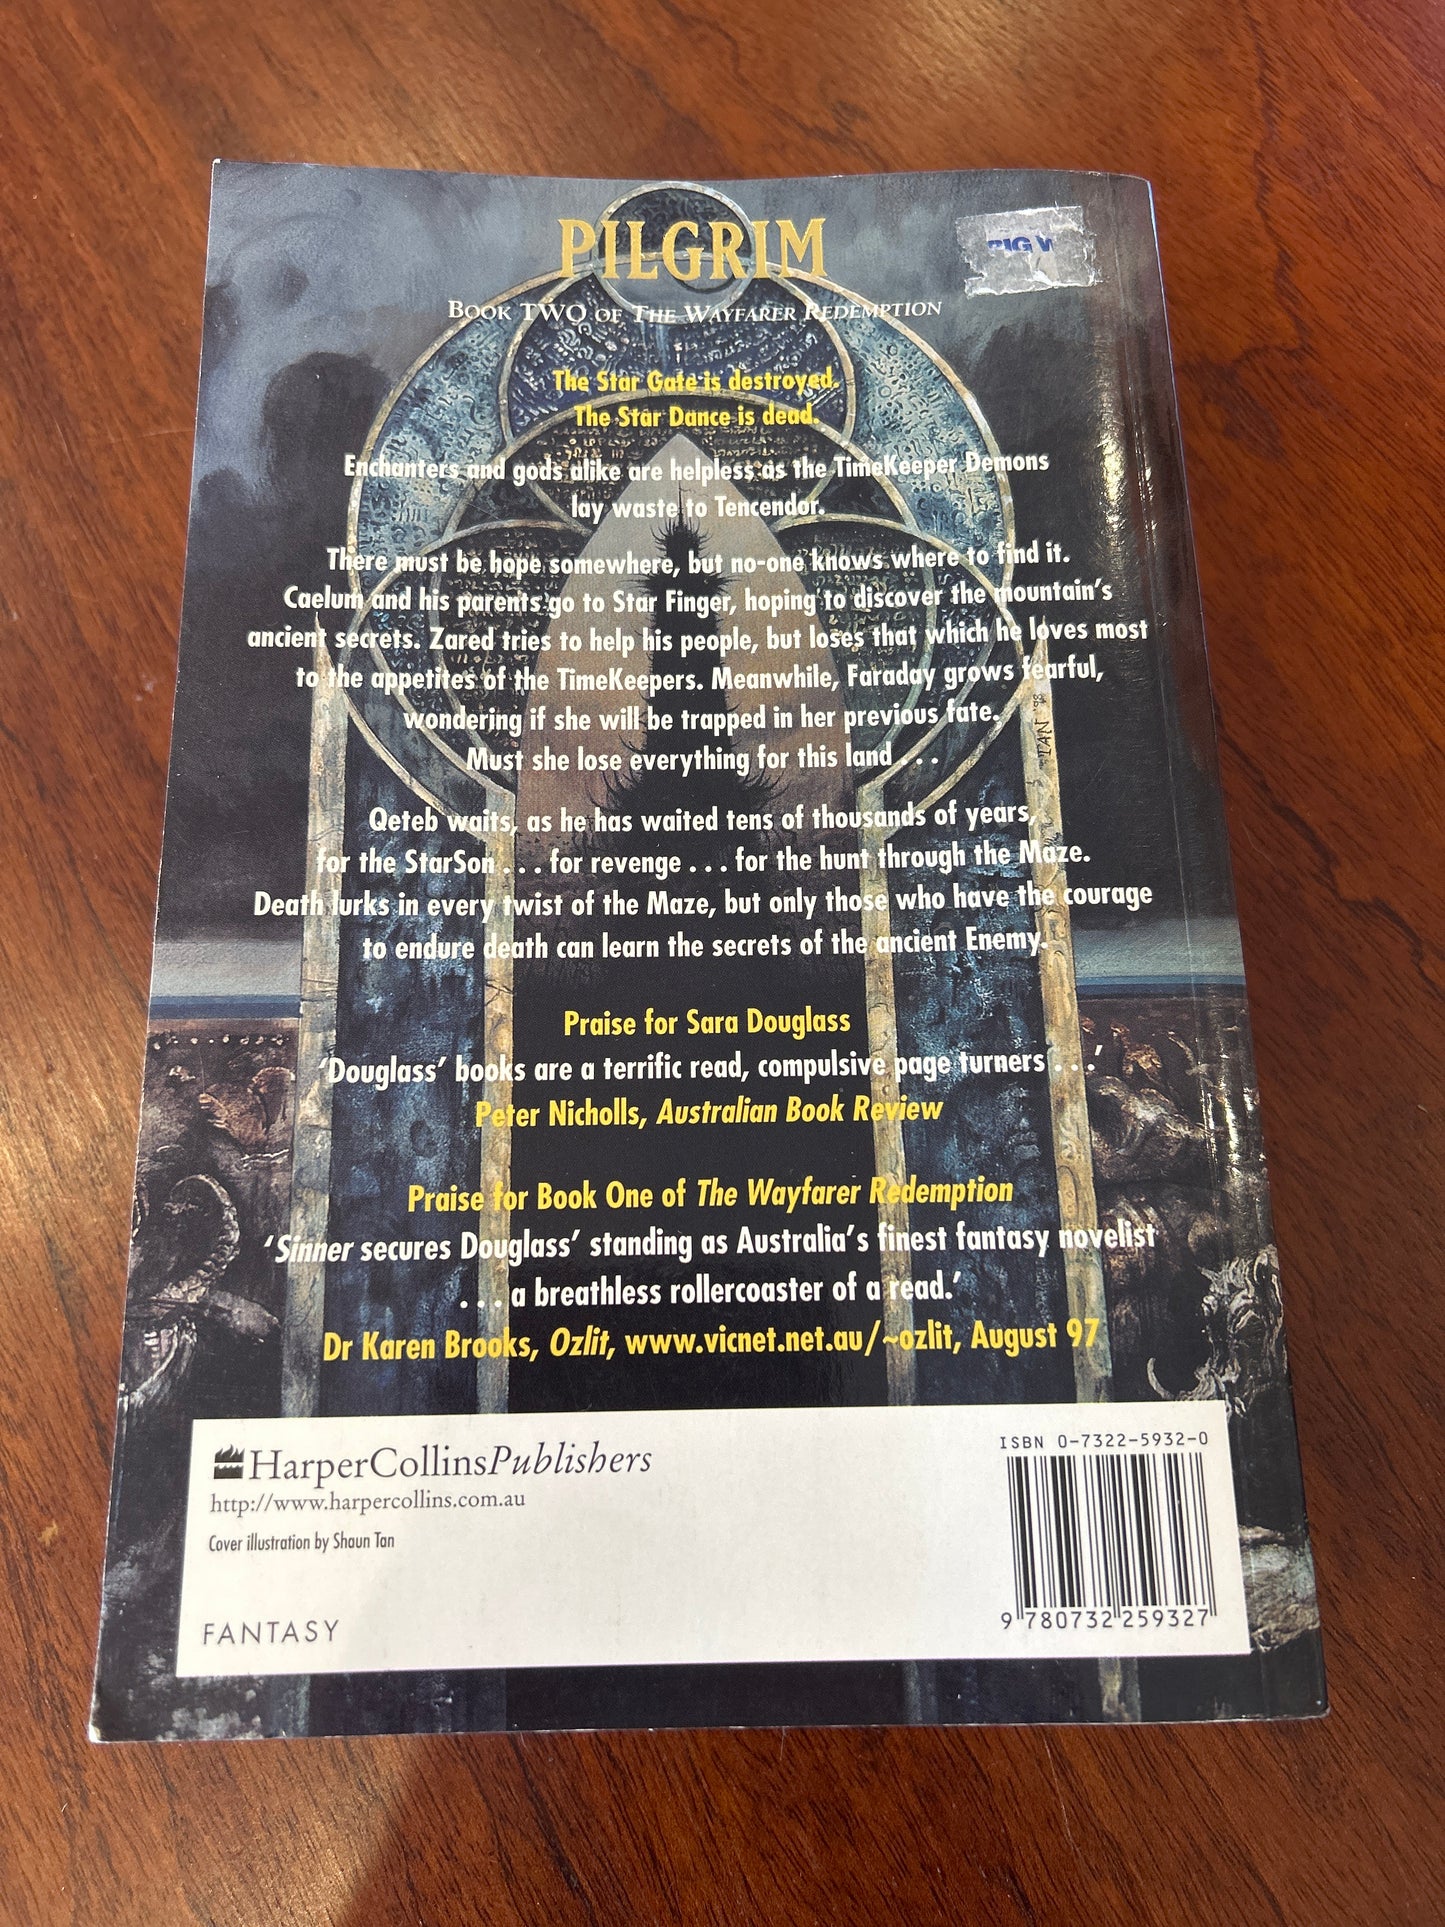 PILGRIM
BIG W
BOOK TWO OF THE WAYFARER REDEMPTION
The Star Gate is destroyed.
The Star Dance is dead.
Enchanters and gods alike are helpless as the TimeKeeper Demons
lay waste to Tencendor.
There must be hope somewhere, but no-one knows where to find it.
Caelum and his parents go to Star Finger, hoping to discover the mountain's
ancient secrets. Zared tries to help his people, but loses that which he loves most
to the appetites of the TimeKeepers. Meanwhile, Faraday grows fearful,
wondering if she will be trapped in her previous fate.
Must she lose everything for this land . . .
TAN 98
Qeteb waits, as he has waited tens of thousands of years,
for the StarSon . . . for revenge . . . for the hunt through the Maze.
Death lurks in every twist of the Maze, but only those who have the courage
to endure death can learn the secrets of the ancient Enemy.
Praise for Sara Douglass
'Douglass' books are a terrific read, compulsive page turners . . .'
Peter Nicholls, Australian Book Review
Praise for Book One of The Wayfarer Redemption
'Sinner secures Douglass' standing as Australia's finest fantasy novelist
. . . a breathless rollercoaster of a read.'
Dr Karen Brooks, Ozlit, www.vicnet.net.au/~ozlit, August 97
HarperCollinsPublishers
http://www.harpercollins.com.au
Cover illustration by Shaun Tan
FANTASY
ISBN 0-7322-5932-0
9 780732 259327